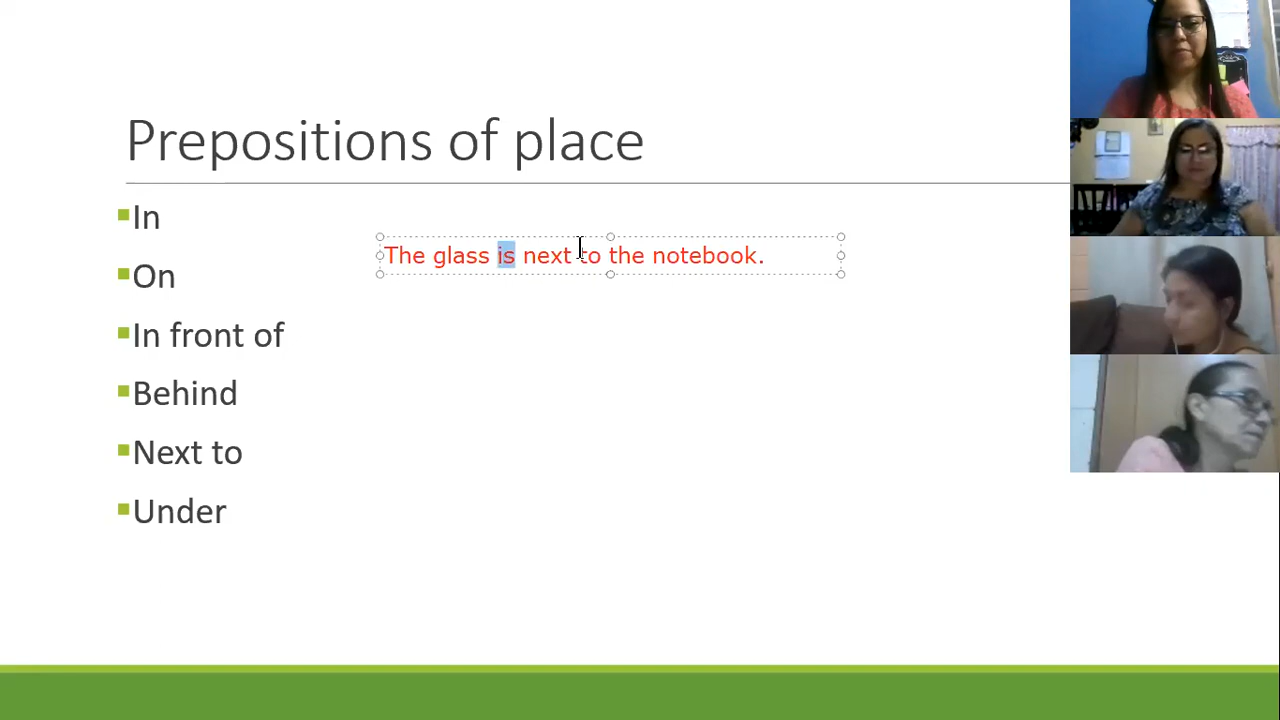 Prepositions of place
In
The glass is next to the notebook.
On
In front of
Behind
Next to
Under